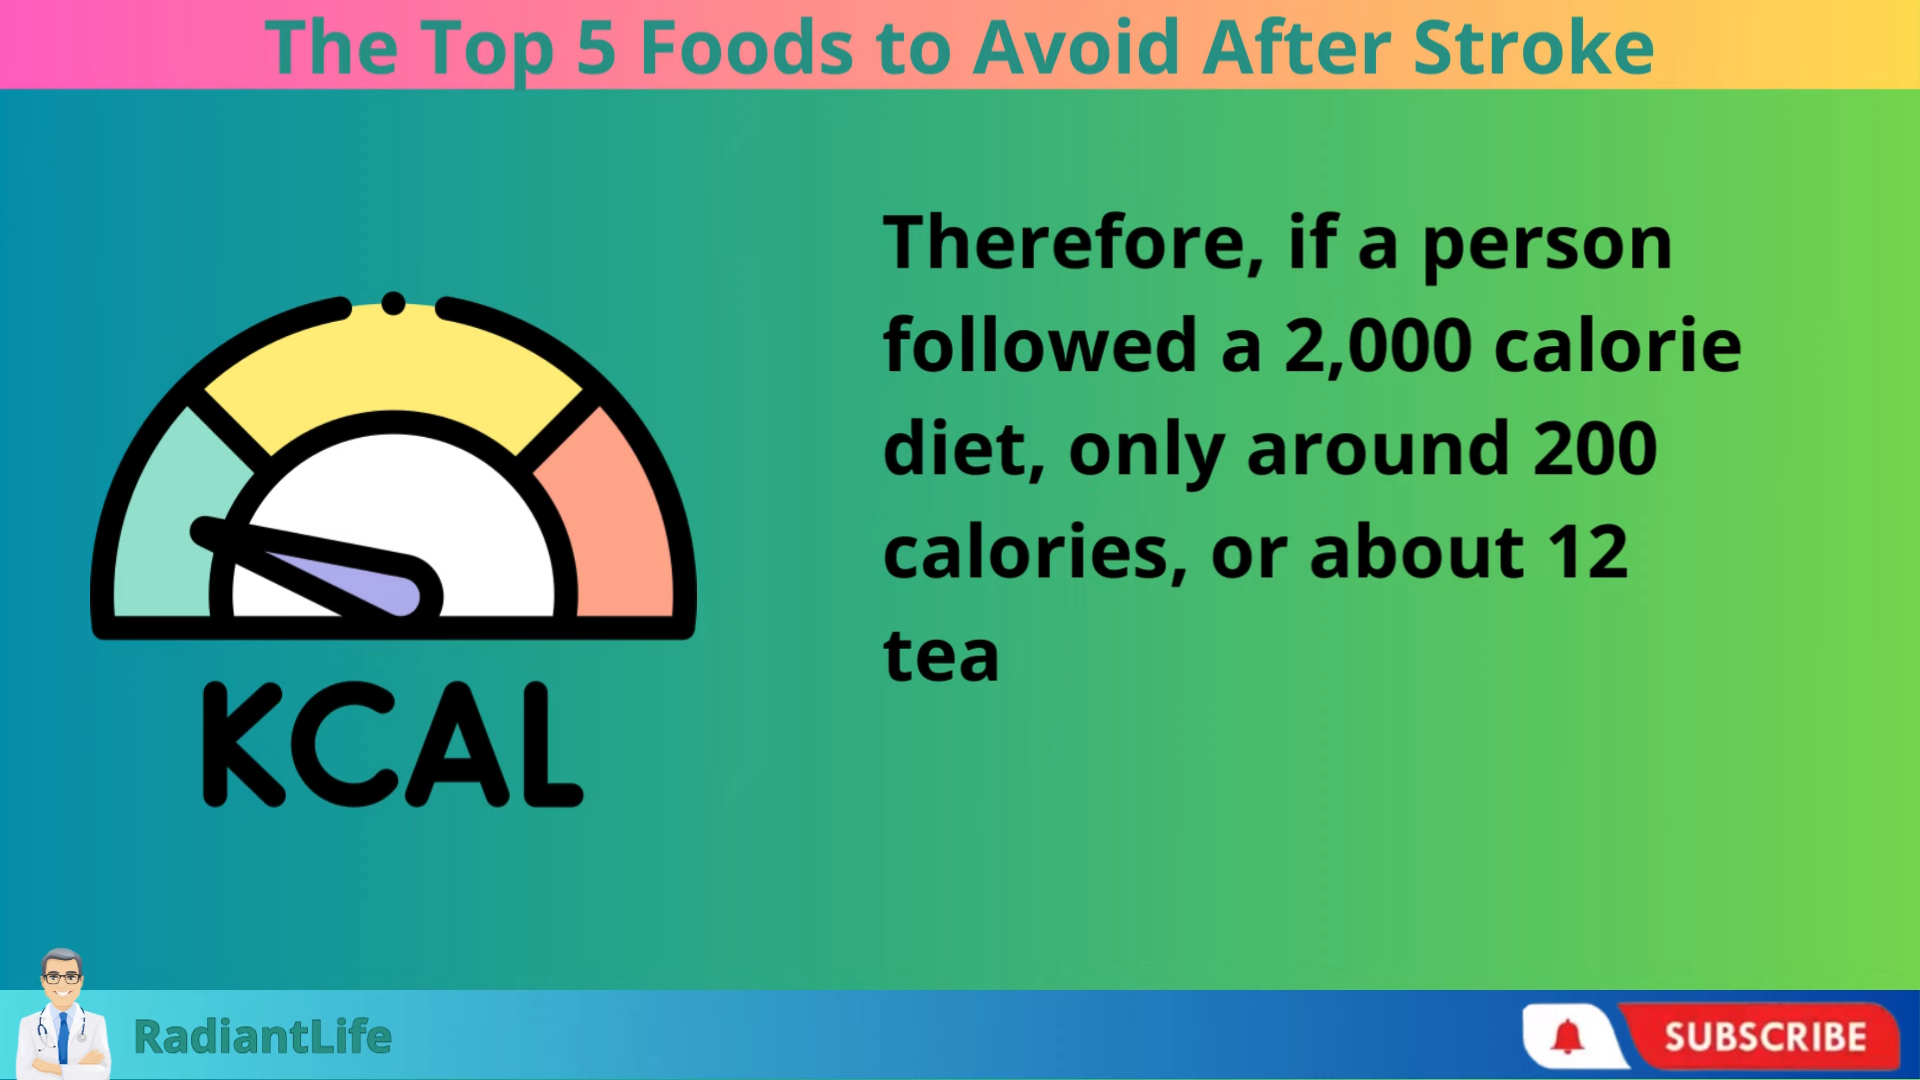 The Top 5 Foods to Avoid After Stroke
Therefore, if a person
followed a 2,000 calorie
diet, only around 200
calories, or about 12
tea
KCAL
RadiantLife
SUBSCRIBE